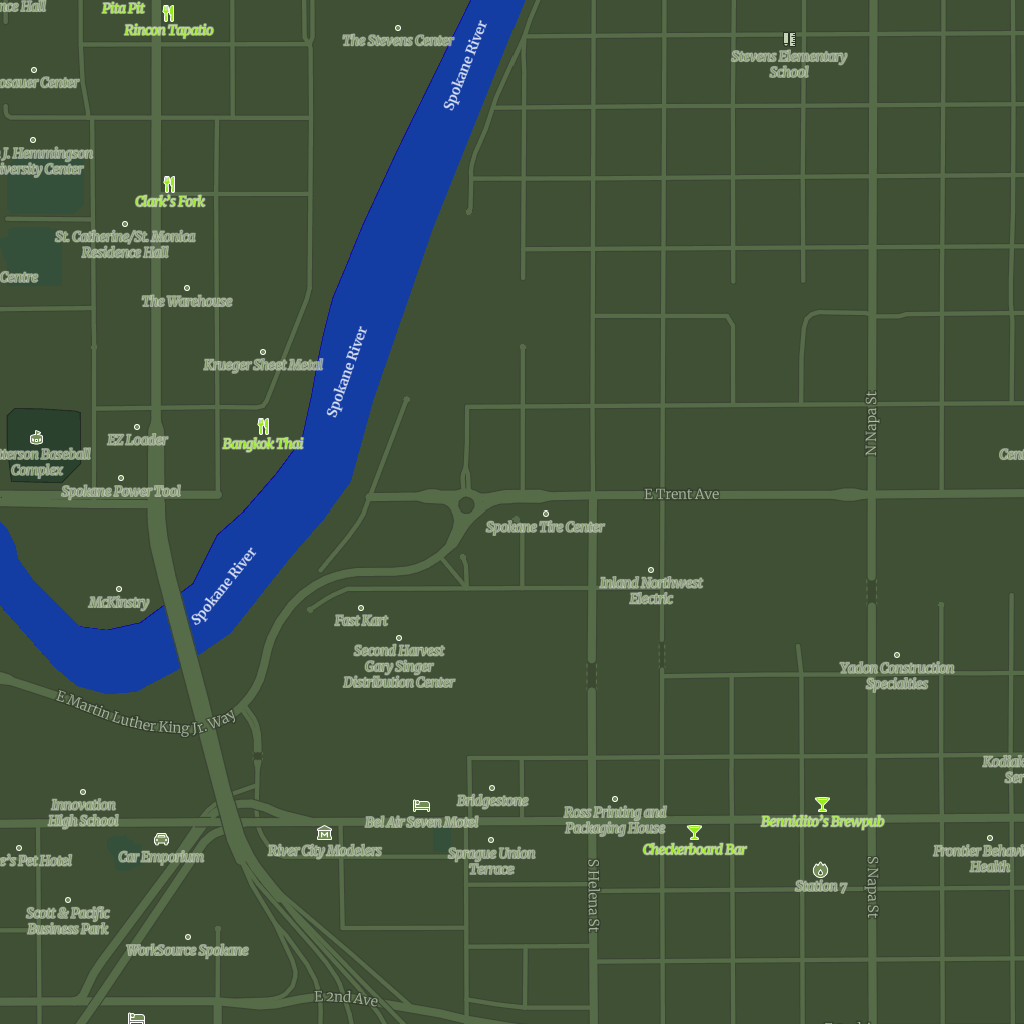 nce Hall
Pita Pit
Rincon Tapatio
The Stevens Center
Spokane River
Stevens Elementary
School
osauer Center
J. Hemmingson
iversity Center
Clark's Fork
St. Catherine/St. Monica
Residence Hall
Centre
The Warehouse
Krueger Sheet Metal
Spokane River
EZ Loader
Bangkok Thai
N Napa St
tterson Baseball
Complex
Cent
Spokane Power Tool
E Trent Ave
Spokane Tire Center
McKinstry
Spokane River
Fast Kart
Inland Northwest
Electric
Second Harvest
Gary Singer
Distribution Center
Yadon Construction
Specialties
E Martin Luther King Jr. Way
Kodiak
Ser
Innovation
High School
Bridgestone
Bel Air Seven Motel
Ross Printing and
Packaging House
Bennidito's Brewpub
e's Pet Hotel
Car Emporium
River City Modelers
Sprague Union
Terrace
Checkerboard Bar
Frontier Behavio
Health
Station 7
S Helena St
S Napa St
Scott & Pacific
Business Park
WorkSource Spokane
E 2nd Ave